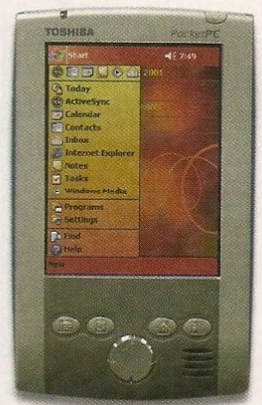 TOSHIBA PocketPC
Start 7:49
2001
Today
ActiveSync
Calendar
Contacts
Inbox
Internet Explorer
Notes
Tasks
Windows Media
Programs
Settings
Find
Help
New